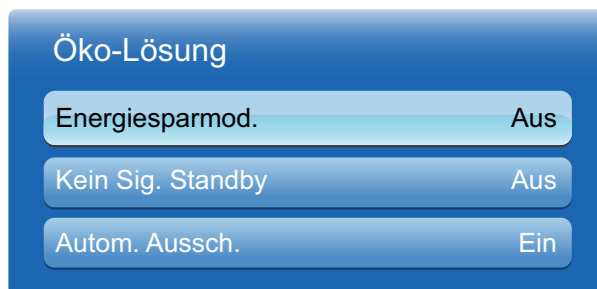 Öko-Lösung
Energiesparmod. Aus
Kein Sig. Standby Aus
Autom. Aussch. Ein